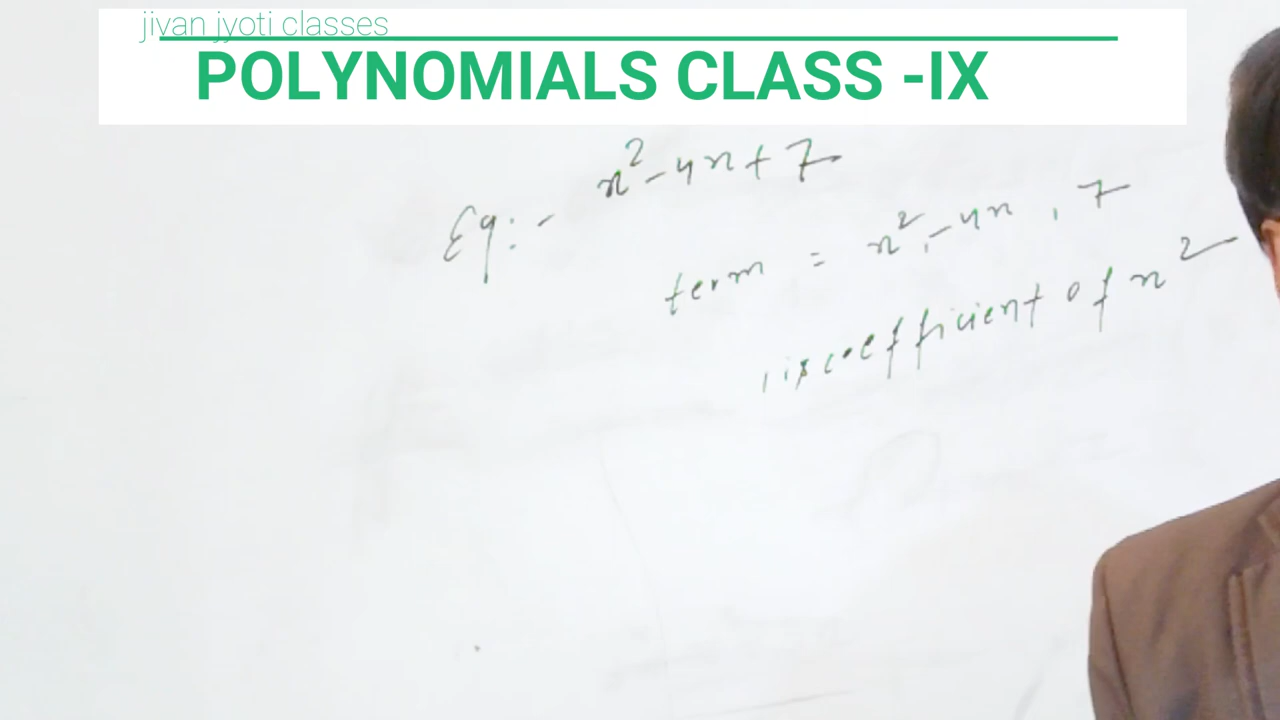 jivan jyoti classes
POLYNOMIALS CLASS -IX
Eg:- x² - 4x + 7
term = x², -4x, 7
1 is coefficient of x²